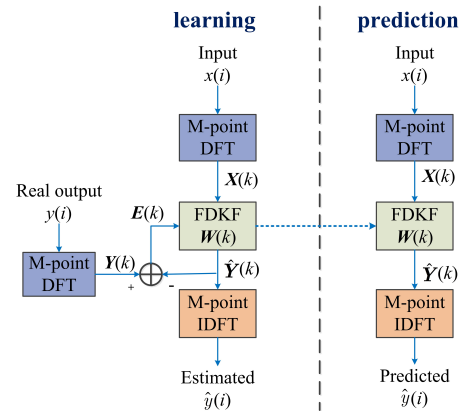 learning
prediction
Input
x(i)
Input
x(i)
M-point
DFT
M-point
DFT
X(k)
X(k)
Real output
y(i)
E(k)
FDKF
W(k)
FDKF
W(k)
M-point
DFT
Y(k)
+
-
Ŷ(k)
Ŷ(k)
M-point
IDFT
M-point
IDFT
Estimated
ŷ(i)
Predicted
ŷ(i)